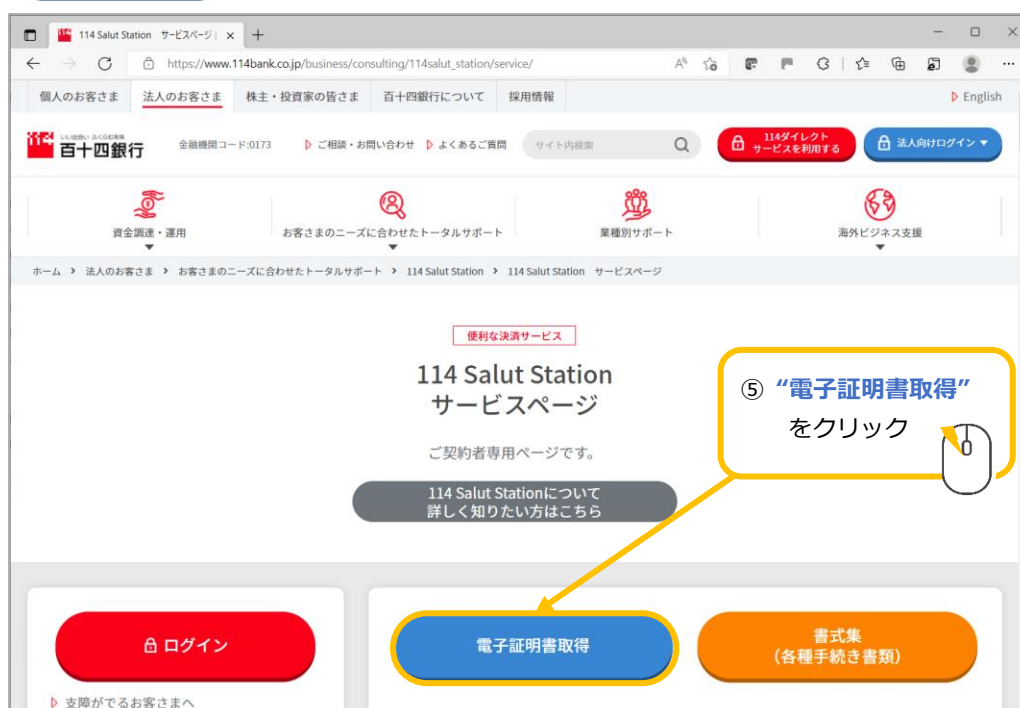 114 Salut Station サービスページ |
https://www.114bank.co.jp/business/consulting/114salut_station/service/
個人のお客さま 法人のお客さま 株主・投資家の皆さま 百十四銀行について 採用情報 English
114 いい出会い ふくらむ未来
百十四銀行 金融機関コード:0173 ご相談・お問い合わせ よくあるご質問 サイト内検索
114ダイレクト
サービスを利用する
法人向けログイン ▼
資金調達・運用 お客さまのニーズに合わせたトータルサポート 業種別サポート 海外ビジネス支援
ホーム > 法人のお客さま > お客さまのニーズに合わせたトータルサポート > 114 Salut Station > 114 Salut Station サービスページ
便利な決済サービス
114 Salut Station
サービスページ
ご契約者専用ページです。
114 Salut Stationについて
詳しく知りたい方はこちら
⑤ “電子証明書取得”
をクリック
ログイン
電子証明書取得
書式集
(各種手続き書類)
支障がでるお客さまへ